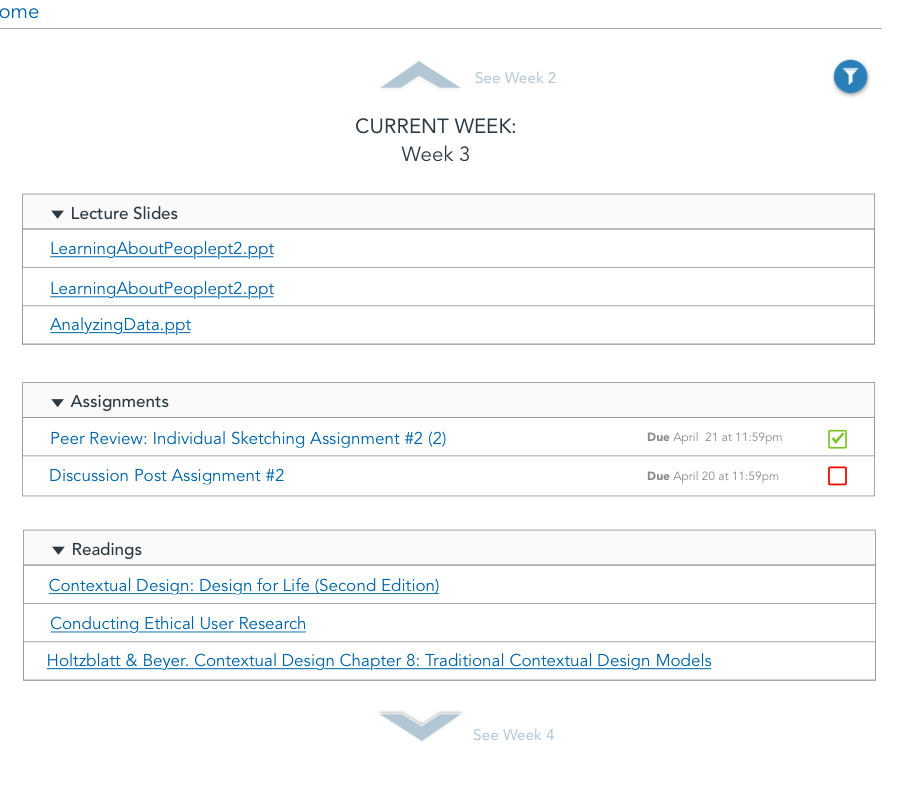 ome
See Week 2
CURRENT WEEK:
Week 3
Lecture Slides
LearningAboutPeoplept2.ppt
LearningAboutPeoplept2.ppt
AnalyzingData.ppt
Assignments
Peer Review: Individual Sketching Assignment #2 (2) Due April 21 at 11:59pm
Discussion Post Assignment #2 Due April 20 at 11:59pm
Readings
Contextual Design: Design for Life (Second Edition)
Conducting Ethical User Research
Holtzblatt & Beyer. Contextual Design Chapter 8: Traditional Contextual Design Models
See Week 4